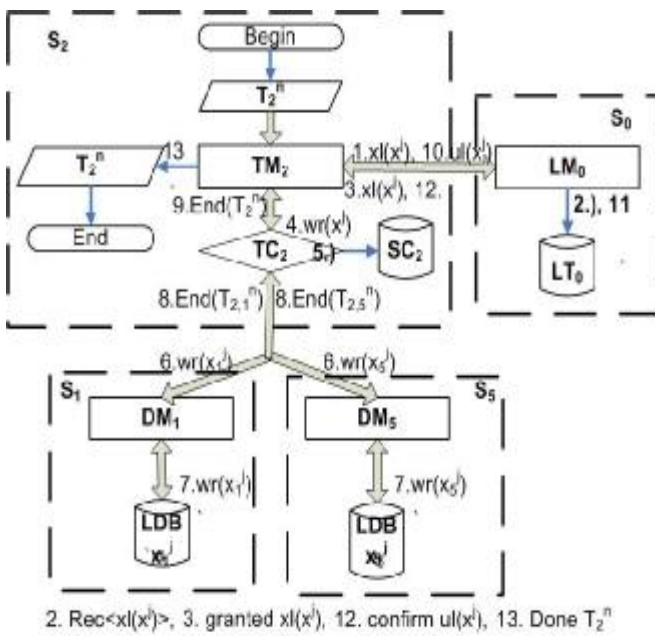 S₂
Begin
T₂ⁿ
S₀
T₂ⁿ
13
TM₂
1.xl(xʲ), 10.ul(xʲ)
3.xl(xʲ), 12.
LM₀
9.End(T₂ⁿ)
2.), 11
End
4.wr(xʲ)
TC₂
5.)
SC₂
LT₀
8.End(T₂,₁ⁿ)
8.End(T₂,₅ⁿ)
6.wr(x₁ʲ)
6.wr(x₅ʲ)
S₁
S₅
DM₁
DM₅
7.wr(x₁ʲ)
7.wr(x₅ʲ)
LDB
LDB
2. Rec<xl(xʲ)>, 3. granted xl(xʲ), 12. confirm ul(xʲ), 13. Done T₂ⁿ